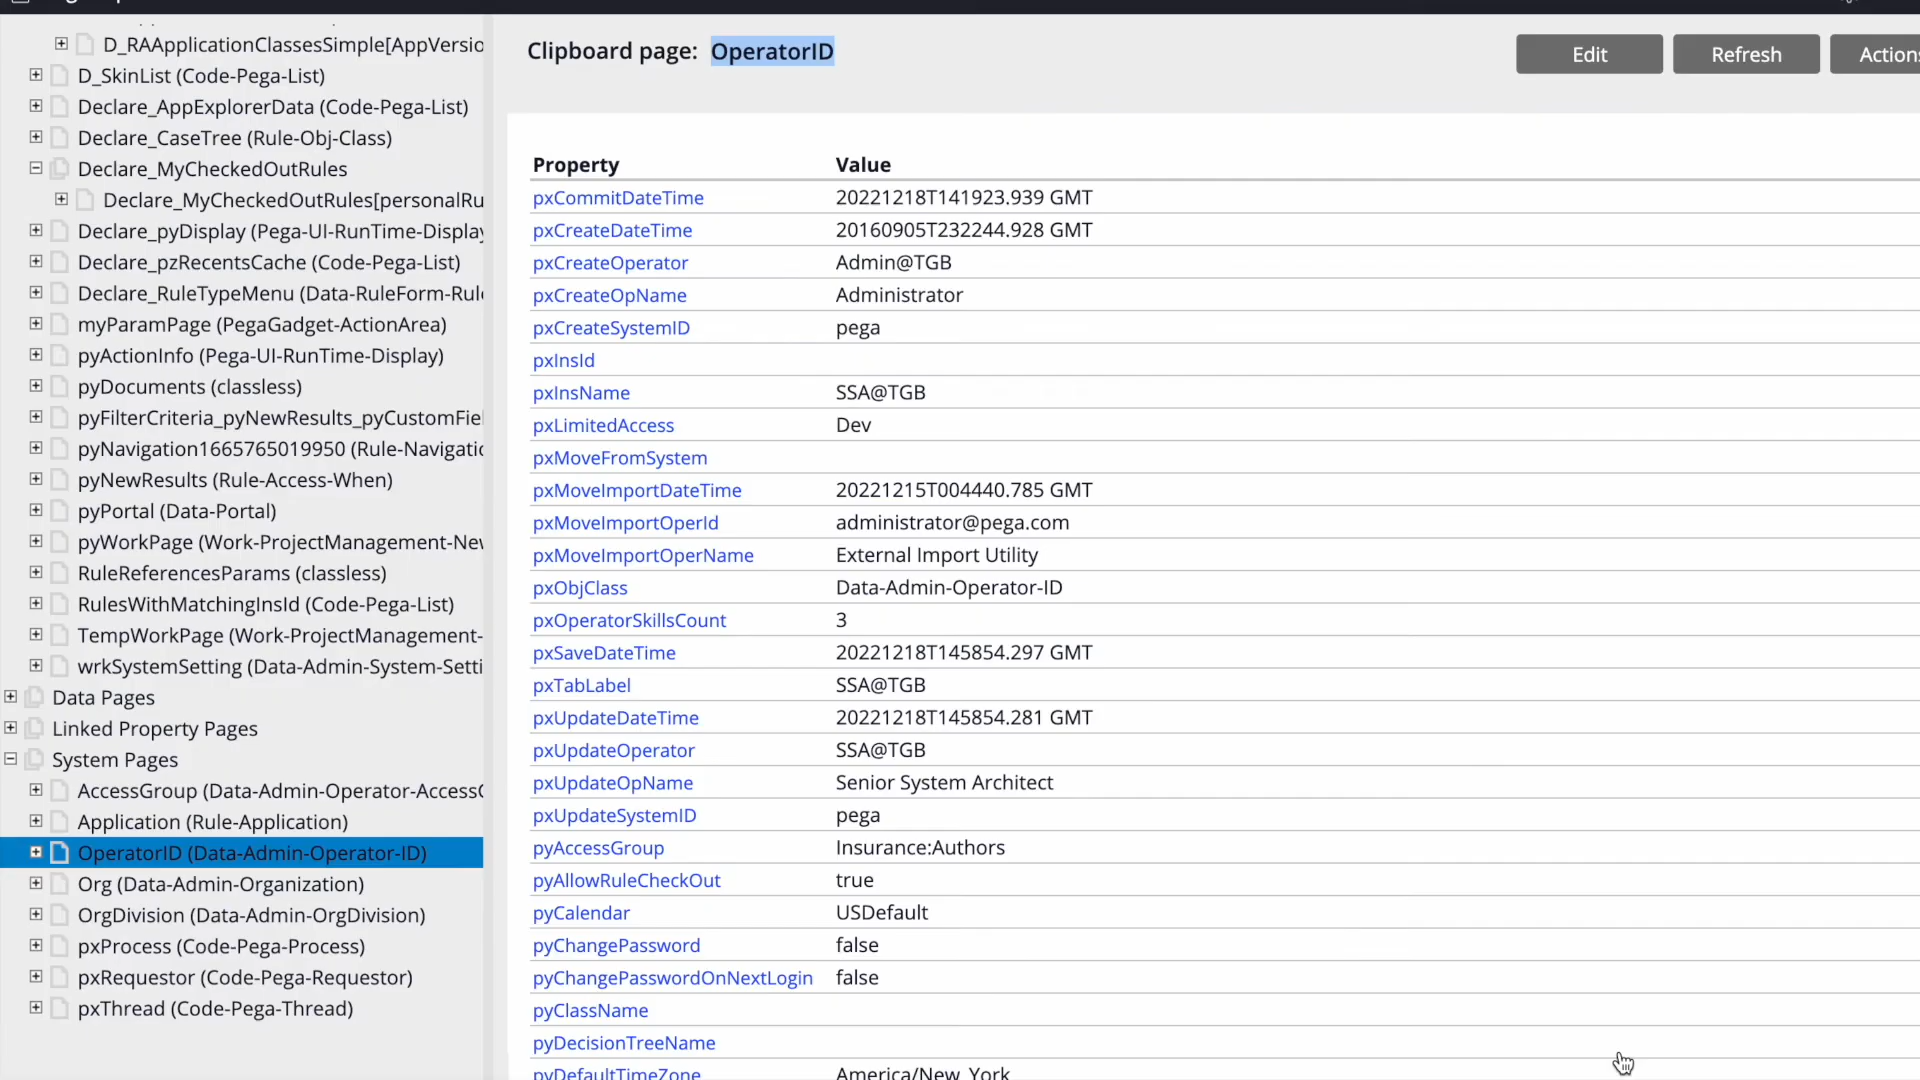 D_RAApplicationClassesSimple[AppVersio
D_SkinList (Code-Pega-List)
Declare_AppExplorerData (Code-Pega-List)
Declare_CaseTree (Rule-Obj-Class)
Declare_MyCheckedOutRules
Declare_MyCheckedOutRules[personalRu
Declare_pyDisplay (Pega-UI-RunTime-Display
Declare_pzRecentsCache (Code-Pega-List)
Declare_RuleTypeMenu (Data-RuleForm-Rule
myParamPage (PegaGadget-ActionArea)
pyActionInfo (Pega-UI-RunTime-Display)
pyDocuments (classless)
pyFilterCriteria_pyNewResults_pyCustomFiel
pyNavigation1665765019950 (Rule-Navigatio
pyNewResults (Rule-Access-When)
pyPortal (Data-Portal)
pyWorkPage (Work-ProjectManagement-New
RuleReferencesParams (classless)
RulesWithMatchingInsId (Code-Pega-List)
TempWorkPage (Work-ProjectManagement-
wrkSystemSetting (Data-Admin-System-Setti
Data Pages
Linked Property Pages
System Pages
AccessGroup (Data-Admin-Operator-AccessG
Application (Rule-Application)
OperatorID (Data-Admin-Operator-ID)
Org (Data-Admin-Organization)
OrgDivision (Data-Admin-OrgDivision)
pxProcess (Code-Pega-Process)
pxRequestor (Code-Pega-Requestor)
pxThread (Code-Pega-Thread)
Clipboard page: OperatorID
Edit
Refresh
Actions
Property Value
pxCommitDateTime 20221218T141923.939 GMT
pxCreateDateTime 20160905T232244.928 GMT
pxCreateOperator Admin@TGB
pxCreateOpName Administrator
pxCreateSystemID pega
pxInsId
pxInsName SSA@TGB
pxLimitedAccess Dev
pxMoveFromSystem
pxMoveImportDateTime 20221215T004440.785 GMT
pxMoveImportOperId administrator@pega.com
pxMoveImportOperName External Import Utility
pxObjClass Data-Admin-Operator-ID
pxOperatorSkillsCount 3
pxSaveDateTime 20221218T145854.297 GMT
pxTabLabel SSA@TGB
pxUpdateDateTime 20221218T145854.281 GMT
pxUpdateOperator SSA@TGB
pxUpdateOpName Senior System Architect
pxUpdateSystemID pega
pyAccessGroup Insurance:Authors
pyAllowRuleCheckOut true
pyCalendar USDefault
pyChangePassword false
pyChangePasswordOnNextLogin false
pyClassName
pyDecisionTreeName
pyDefaultTimeZone America/New_York